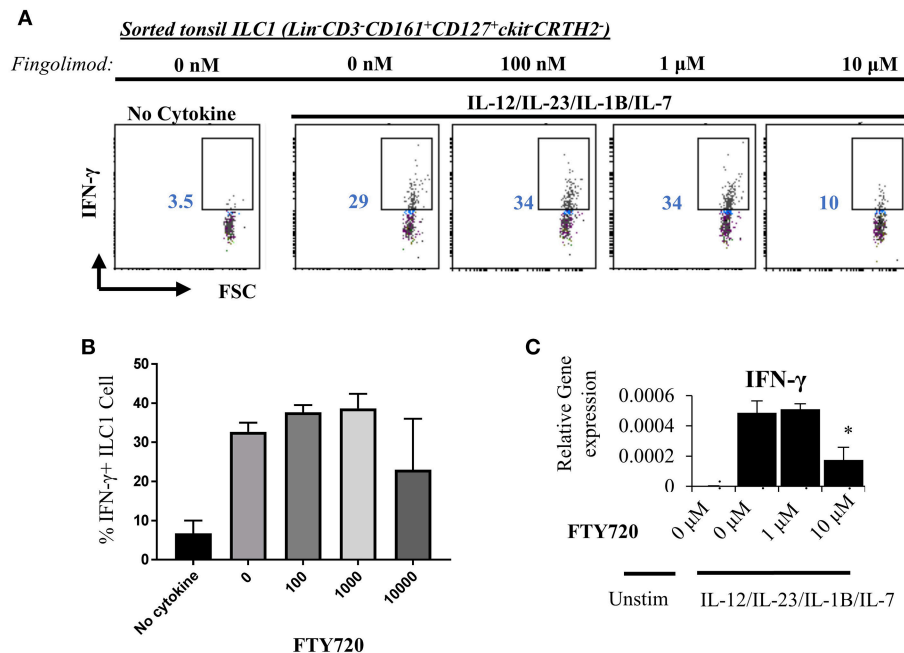 A
Sorted tonsil ILC1 (Lin-CD3-CD161+CD127+ckit-CRTH2-)
Fingolimod: 0 nM 0 nM 100 nM 1 µM 10 µM
IL-12/IL-23/IL-1B/IL-7
No Cytokine
IFN-γ
3.5 29 34 34 10
FSC
B
% IFN-γ+ ILC1 Cell
50
40
30
20
10
0
No cytokine 0 100 1000 10000
FTY720
C
IFN-γ
Relative Gene
expression
0.0006
0.0004
0.0002
0
*
FTY720 0 µM 0 µM 1 µM 10 µM
Unstim IL-12/IL-23/IL-1B/IL-7